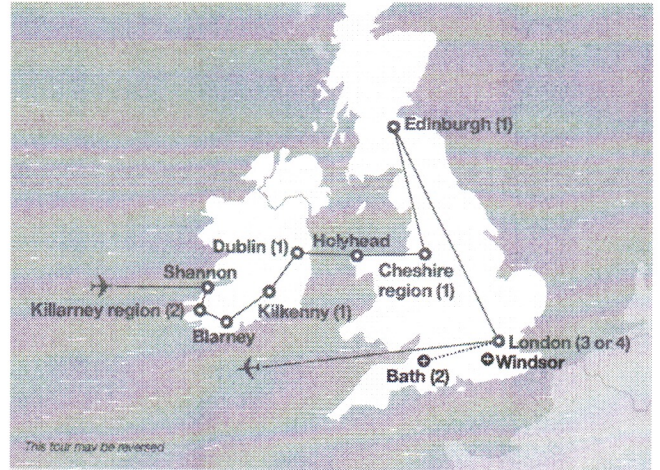 Edinburgh (1)
Dublin (1)
Holyhead
Shannon
Cheshire
region (1)
Killarney region (2)
Kilkenny (1)
Blarney
London (3 or 4)
Windsor
Bath (2)
This tour may be reversed